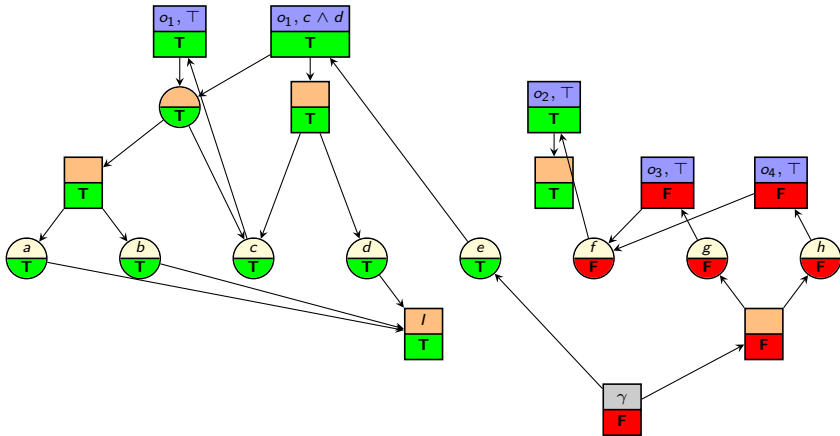 o₁, ⊤
T
o₁, c ∧ d
T
T
T
o₂, ⊤
T
T
T
o₃, ⊤
F
o₄, ⊤
F
a
T
b
T
c
T
d
T
e
T
f
F
g
F
h
F
I
T
F
γ
F